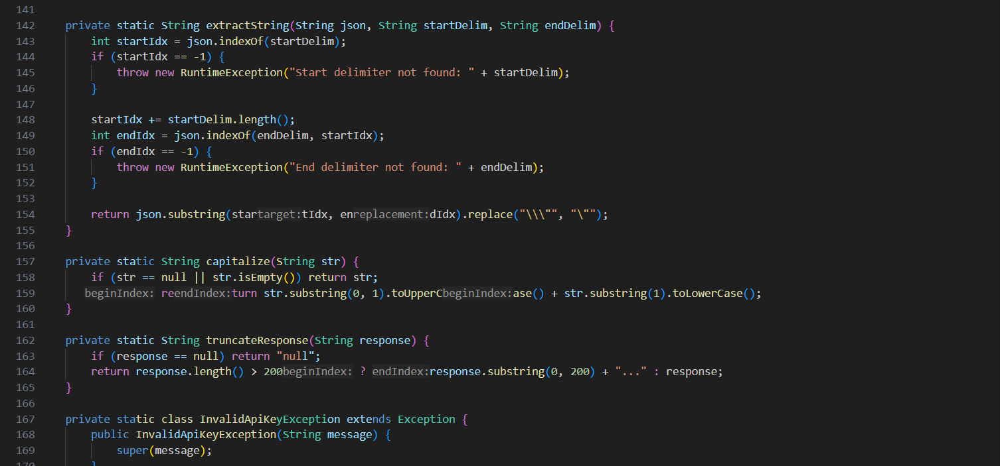 141
142 private static String extractString(String json, String startDelim, String endDelim) {
143 int startIdx = json.indexOf(startDelim);
144 if (startIdx == -1) {
145 throw new RuntimeException("Start delimiter not found: " + startDelim);
146 }
147
148 startIdx += startDelim.length();
149 int endIdx = json.indexOf(endDelim, startIdx);
150 if (endIdx == -1) {
151 throw new RuntimeException("End delimiter not found: " + endDelim);
152 }
153
154 return json.substring(startarget:tIdx, enreplacement:dIdx).replace("\\\"", "\"");
155 }
156
157 private static String capitalize(String str) {
158 if (str == null || str.isEmpty()) return str;
159 beginIndex: reendIndex:turn str.substring(0, 1).toUpperCbeginIndex:ase() + str.substring(1).toLowerCase();
160 }
161
162 private static String truncateResponse(String response) {
163 if (response == null) return "null";
164 return response.length() > 200beginIndex: ? endIndex:response.substring(0, 200) + "..." : response;
165 }
166
167 private static class InvalidApiKeyException extends Exception {
168 public InvalidApiKeyException(String message) {
169 super(message);
170 }